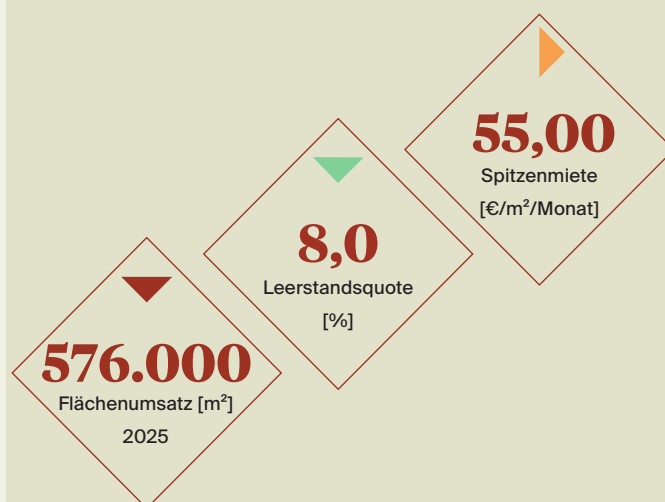 55,00
Spitzenmiete
[€/m²/Monat]
8,0
Leerstandsquote
[%]
576.000
Flächenumsatz [m²]
2025